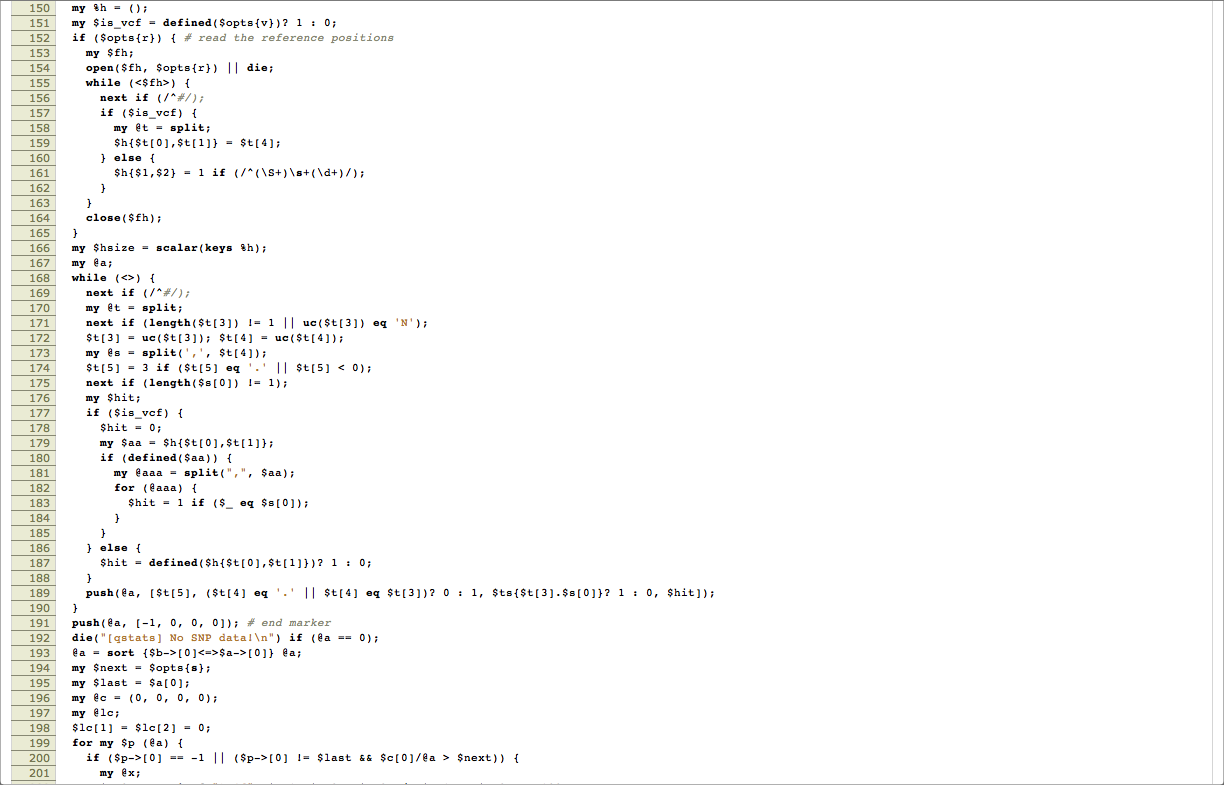 150 my %h = ();
151 my $is_vcf = defined($opts{v})? 1 : 0;
152 if ($opts{r}) { # read the reference positions
153   my $fh;
154   open($fh, $opts{r}) || die;
155   while (<$fh>) {
156     next if (/^#/);
157     if ($is_vcf) {
158       my @t = split;
159       $h{$t[0],$t[1]} = $t[4];
160     } else {
161       $h{$1,$2} = 1 if (/^(\S+)\s+(\d+)/);
162     }
163   }
164   close($fh);
165 }
166 my $hsize = scalar(keys %h);
167 my @a;
168 while (<>) {
169   next if (/^#/);
170   my @t = split;
171   next if (length($t[3]) != 1 || uc($t[3]) eq 'N');
172   $t[3] = uc($t[3]); $t[4] = uc($t[4]);
173   my @s = split(',', $t[4]);
174   $t[5] = 3 if ($t[5] eq '.' || $t[5] < 0);
175   next if (length($s[0]) != 1);
176   my $hit;
177   if ($is_vcf) {
178     $hit = 0;
179     my $aa = $h{$t[0],$t[1]};
180     if (defined($aa)) {
181       my @aaa = split(",", $aa);
182       for (@aaa) {
183         $hit = 1 if ($_ eq $s[0]);
184       }
185     }
186   } else {
187     $hit = defined($h{$t[0],$t[1]})? 1 : 0;
188   }
189   push(@a, [$t[5], ($t[4] eq '.' || $t[4] eq $t[3])? 0 : 1, $ts{$t[3].$s[0]}? 1 : 0, $hit]);
190 }
191 push(@a, [-1, 0, 0, 0]); # end marker
192 die("[qstats] No SNP data!\n") if (@a == 0);
193 @a = sort {$b->[0]<=>$a->[0]} @a;
194 my $next = $opts{s};
195 my $last = $a[0];
196 my @c = (0, 0, 0, 0);
197 my @lc;
198 $lc[1] = $lc[2] = 0;
199 for my $p (@a) {
200   if ($p->[0] == -1 || ($p->[0] != $last && $c[0]/@a > $next)) {
201     my @x;